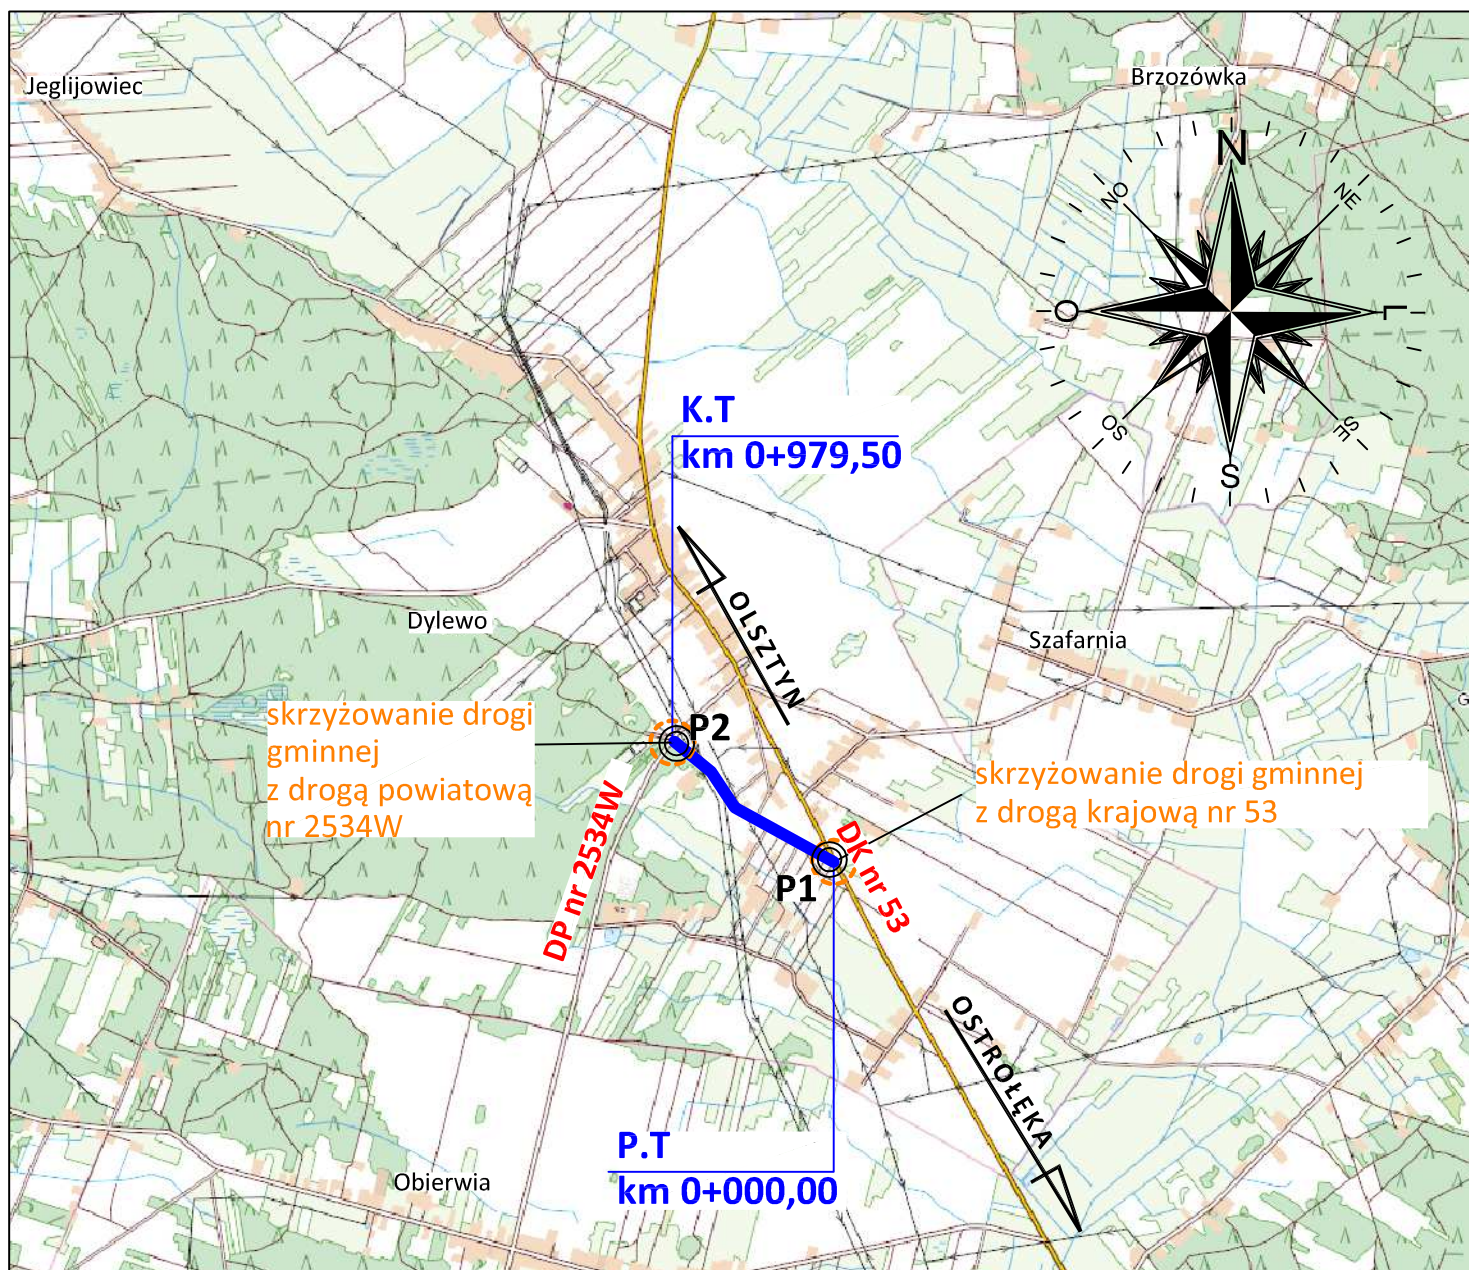 Jeglijowiec
Brzozówka
N
NO
NE
O
L
SO
SE
S
K.T
km 0+979,50
OLSZTYN
Dylewo
Szafarnia
G
skrzyżowanie drogi
gminnej
z drogą powiatową
nr 2534W
P2
skrzyżowanie drogi gminnej
z drogą krajową nr 53
DP nr 2534W
DK nr 53
P1
OSTROŁĘKA
P.T
km 0+000,00
Obierwia